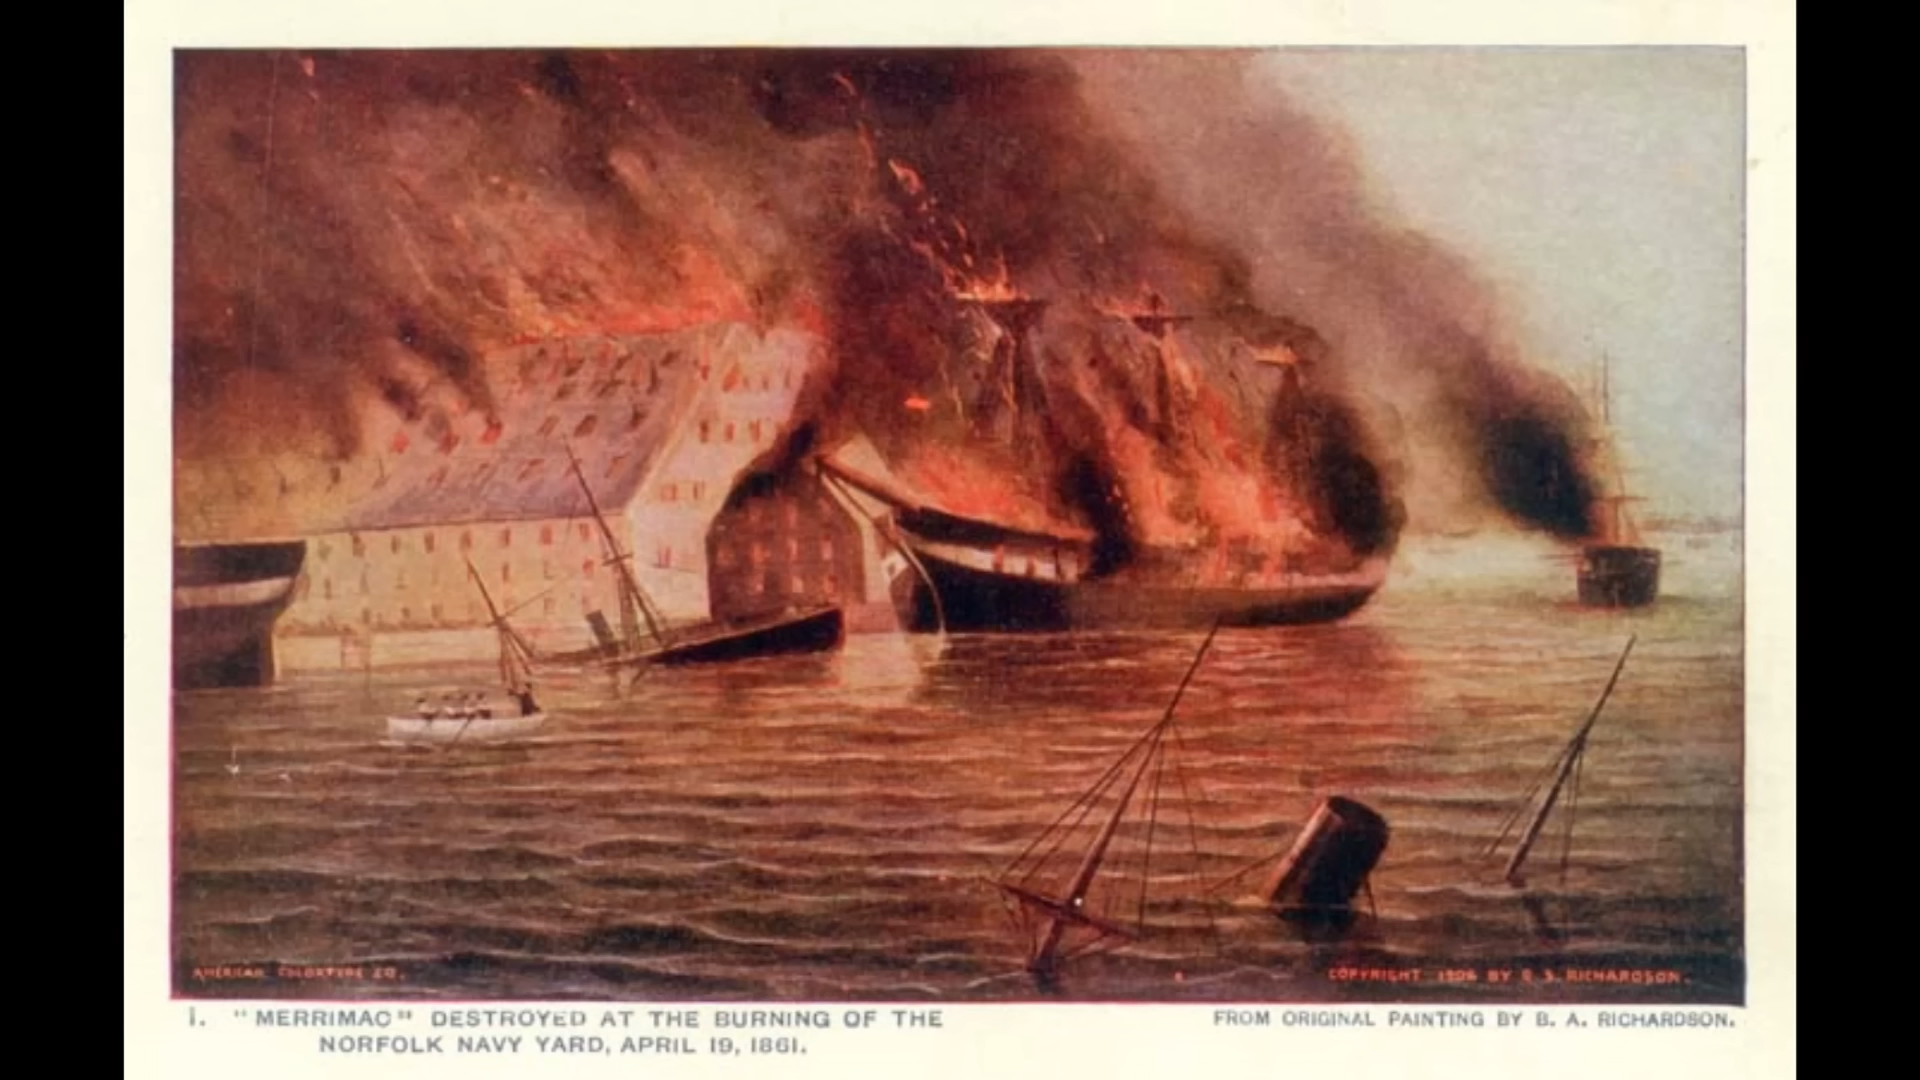 AMERICAN COLORTYPE CO.
COPYRIGHT 1906 BY R. S. RICHARDSON.
1. "MERRIMAC" DESTROYED AT THE BURNING OF THE
NORFOLK NAVY YARD, APRIL 19, 1861.
FROM ORIGINAL PAINTING BY B. A. RICHARDSON.